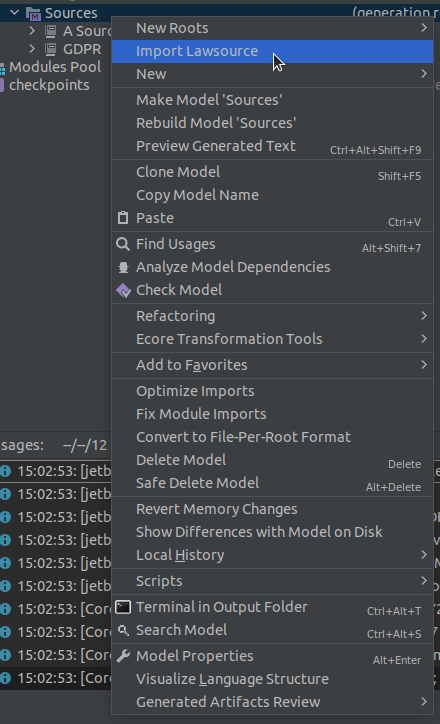 Sources (generation r
A Sourc
GDPR
Modules Pool
checkpoints
New Roots
Import Lawsource
New
Make Model 'Sources'
Rebuild Model 'Sources'
Preview Generated Text Ctrl+Alt+Shift+F9
Clone Model Shift+F5
Copy Model Name
Paste Ctrl+V
Find Usages Alt+Shift+7
Analyze Model Dependencies
Check Model
Refactoring
Ecore Transformation Tools
Add to Favorites
Optimize Imports
Fix Module Imports
Convert to File-Per-Root Format
Delete Model Delete
Safe Delete Model Alt+Delete
Revert Memory Changes
Show Differences with Model on Disk
Local History
Scripts
Terminal in Output Folder Ctrl+Alt+T
Search Model Ctrl+Alt+S
Model Properties Alt+Enter
Visualize Language Structure
Generated Artifacts Review
sages: --/--/12
15:02:53: [jetb
15:02:53: [jetb
15:02:53: [jetb
15:02:53: [jetb
15:02:53: [jetb
15:02:53: [jetb
15:02:53: [Core
15:02:53: [Core
15:02:53: [Core
15:02:53: [Core